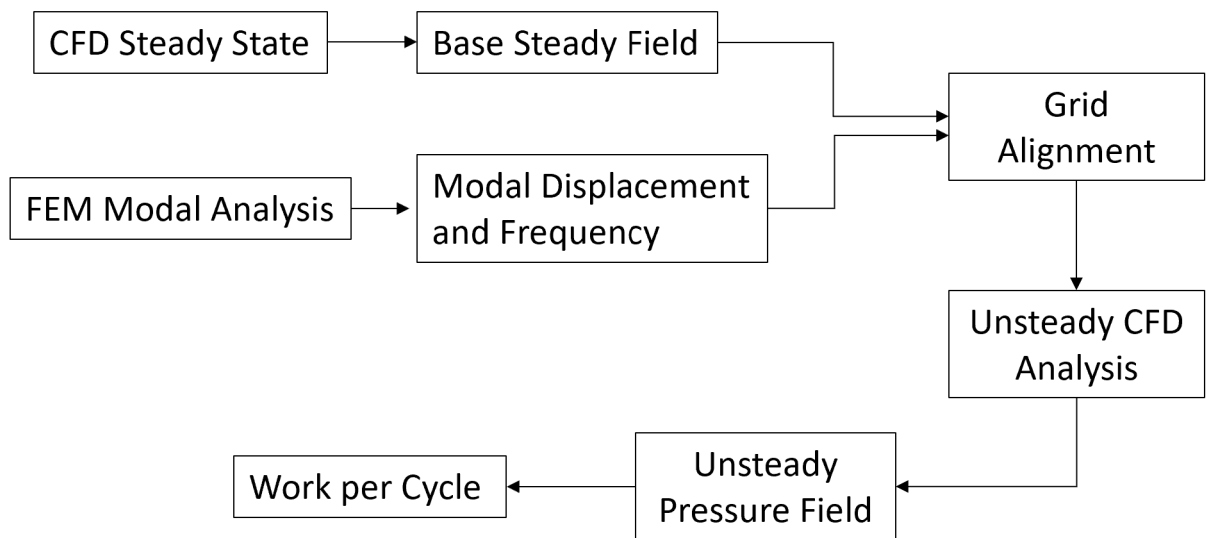 CFD Steady State
Base Steady Field
Grid
Alignment
FEM Modal Analysis
Modal Displacement
and Frequency
Unsteady CFD
Analysis
Unsteady
Pressure Field
Work per Cycle